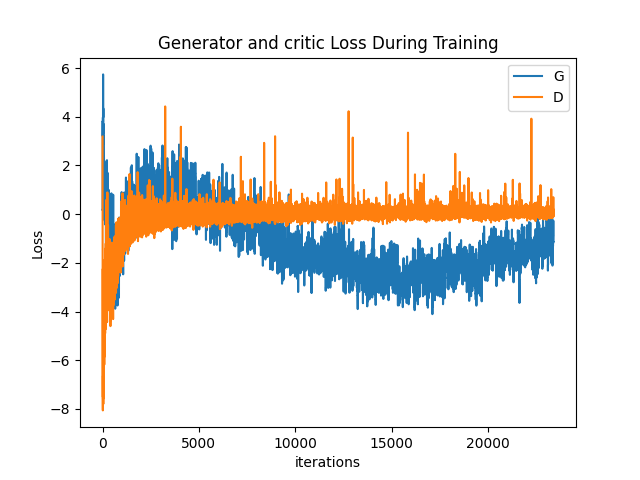 Generator and critic Loss During Training
G
D
6
4
2
0
−2
−4
−6
−8
Loss
0 5000 10000 15000 20000
iterations